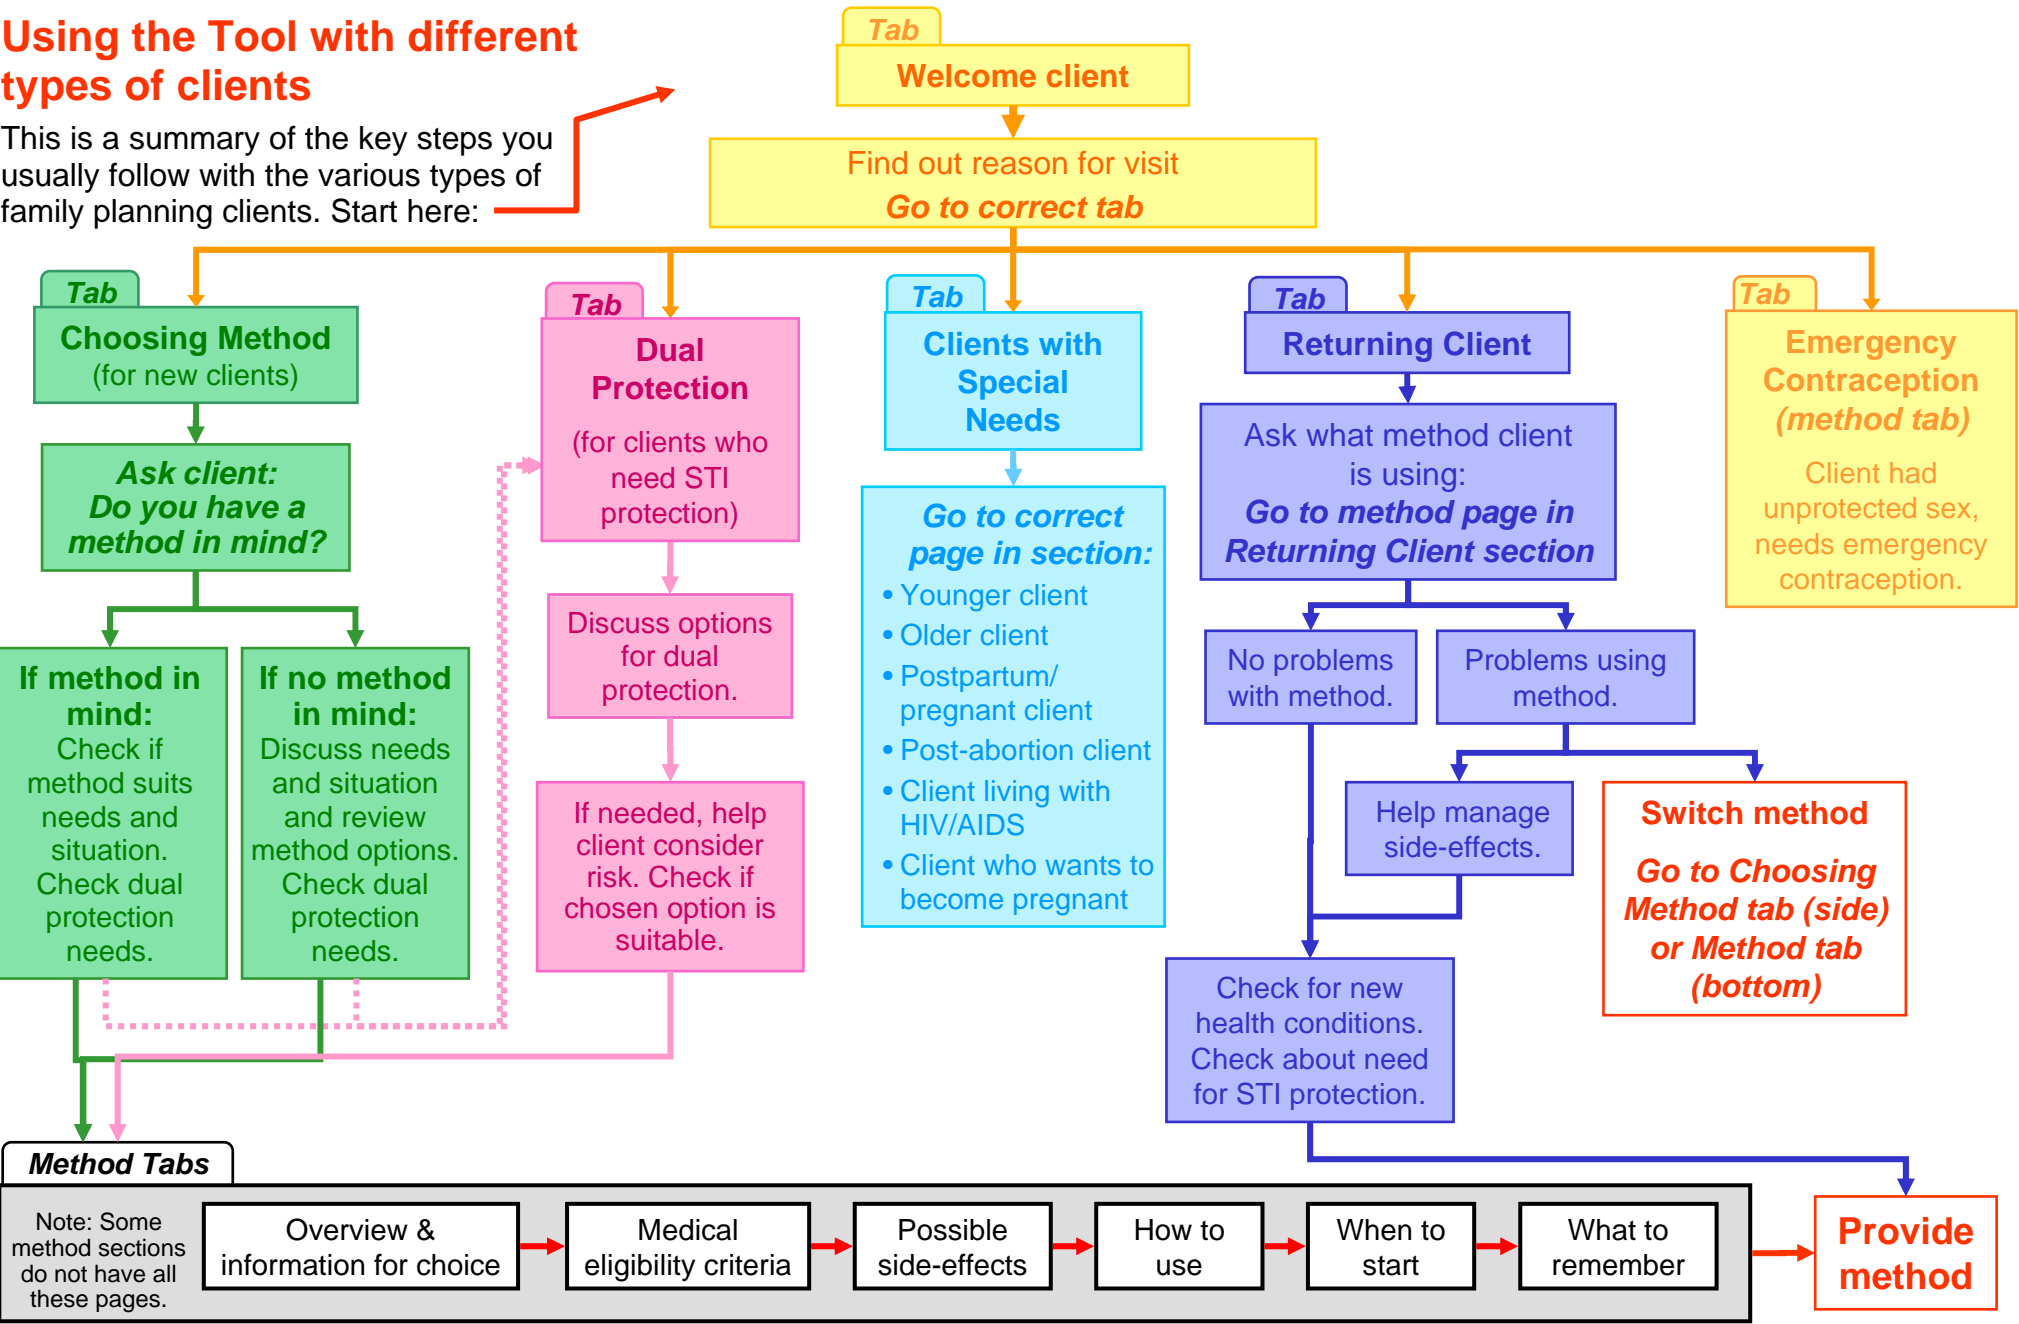 Using the Tool with different
types of clients
This is a summary of the key steps you
usually follow with the various types of
family planning clients. Start here:
Tab
Welcome client
Find out reason for visit
Go to correct tab
Tab
Choosing Method
(for new clients)
Ask client:
Do you have a
method in mind?
If method in
mind:
Check if
method suits
needs and
situation.
Check dual
protection
needs.
If no method
in mind:
Discuss needs
and situation
and review
method options.
Check dual
protection
needs.
Tab
Dual
Protection
(for clients who
need STI
protection)
Discuss options
for dual
protection.
If needed, help
client consider
risk. Check if
chosen option is
suitable.
Tab
Clients with
Special
Needs
Go to correct
page in section:
• Younger client
• Older client
• Postpartum/
pregnant client
• Post-abortion client
• Client living with
HIV/AIDS
• Client who wants to
become pregnant
Tab
Returning Client
Ask what method client
is using:
Go to method page in
Returning Client section
No problems
with method.
Problems using
method.
Help manage
side-effects.
Switch method
Go to Choosing
Method tab (side)
or Method tab
(bottom)
Check for new
health conditions.
Check about need
for STI protection.
Tab
Emergency
Contraception
(method tab)
Client had
unprotected sex,
needs emergency
contraception.
Method Tabs
Note: Some
method sections
do not have all
these pages.
Overview &
information for choice
Medical
eligibility criteria
Possible
side-effects
How to
use
When to
start
What to
remember
Provide
method